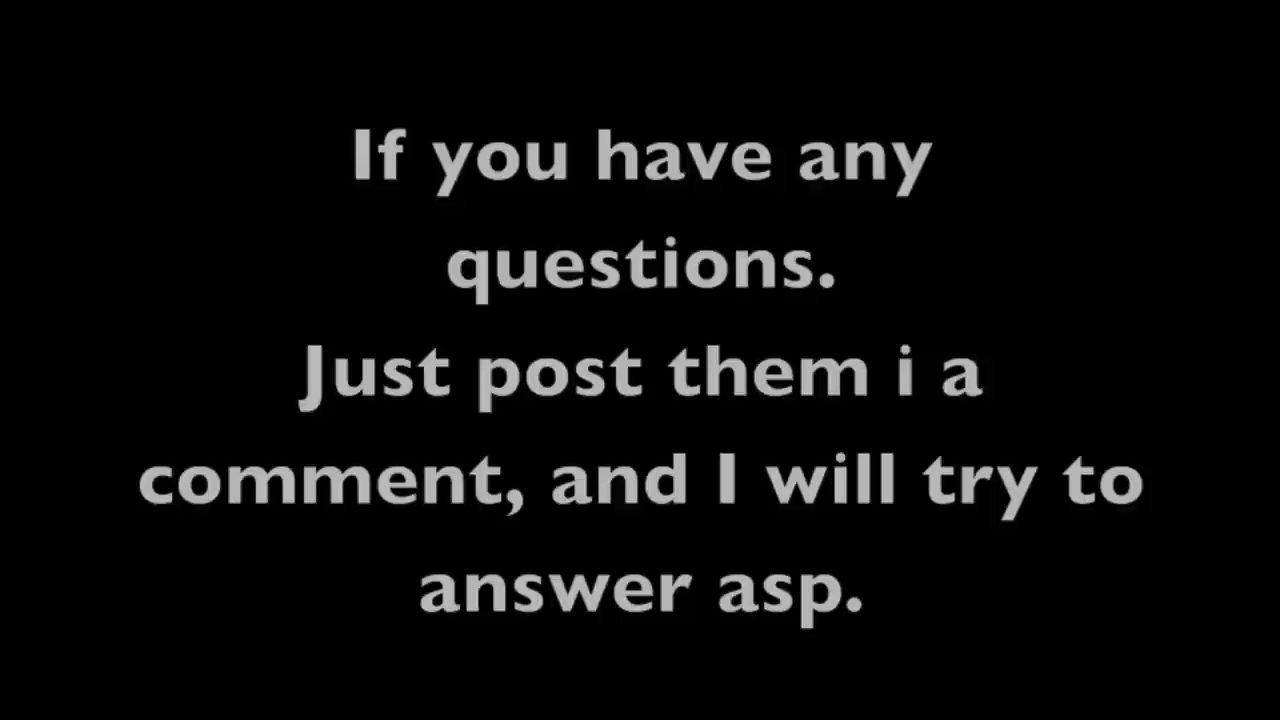 If you have any
questions.
Just post them i a
comment, and I will try to
answer asp.